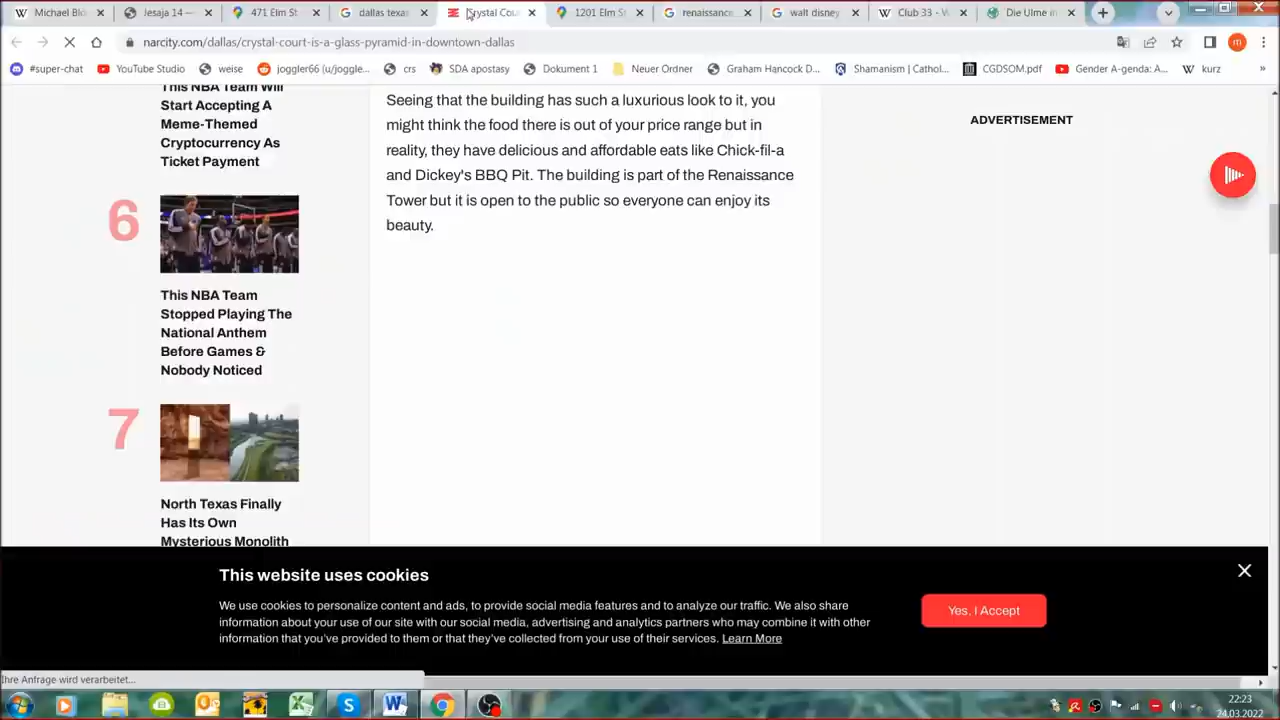 Michael Blo
Jesaja 14 —
471 Elm St
dallas texas
Crystal Cou
1201 Elm St
renaissance
walt disney
Club 33 - W
Die Ulme in
narcity.com/dallas/crystal-court-is-a-glass-pyramid-in-downtown-dallas
#super-chat
YouTube Studio
weise
joggler66 (u/joggle...
crs
SDA apostasy
Dokument 1
Neuer Ordner
Graham Hancock D...
Shamanism | Cathol...
CGDSOM.pdf
Gender A-genda: A...
kurz
»
This NBA Team Will
Start Accepting A
Meme-Themed
Cryptocurrency As
Ticket Payment
6
This NBA Team
Stopped Playing The
National Anthem
Before Games &
Nobody Noticed
7
North Texas Finally
Has Its Own
Mysterious Monolith
Seeing that the building has such a luxurious look to it, you
might think the food there is out of your price range but in
reality, they have delicious and affordable eats like Chick-fil-a
and Dickey's BBQ Pit. The building is part of the Renaissance
Tower but it is open to the public so everyone can enjoy its
beauty.
ADVERTISEMENT
This website uses cookies
We use cookies to personalize content and ads, to provide social media features and to analyze our traffic. We also share
information about your use of our site with our social media, advertising and analytics partners who may combine it with other
information that you've provided to them or that they've collected from your use of their services. Learn More
Yes, I Accept
Ihre Anfrage wird verarbeitet...
22:23
24.03.2022